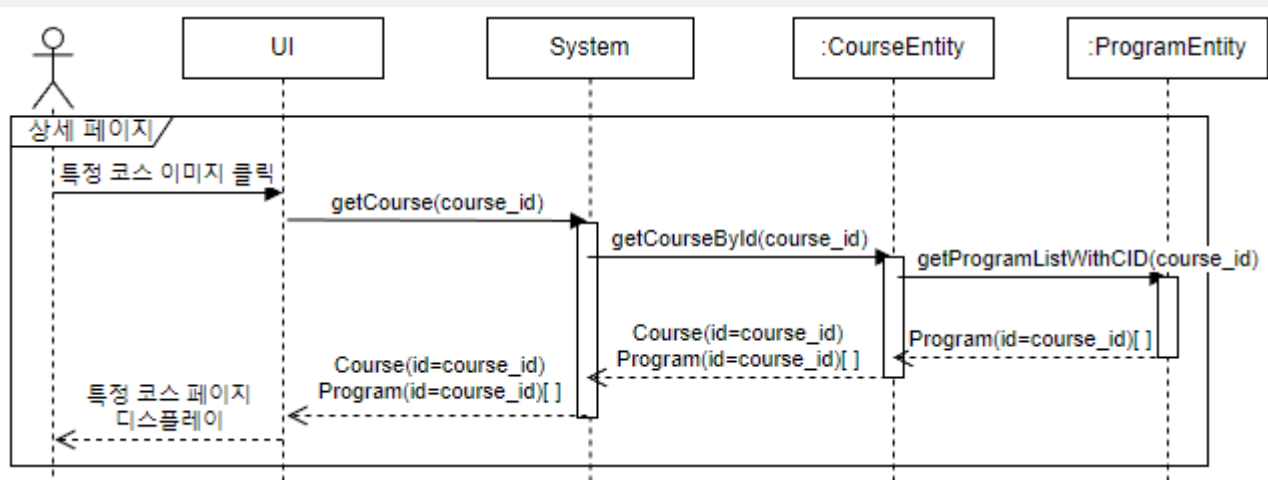 UI
System
:CourseEntity
:ProgramEntity
상세 페이지
특정 코스 이미지 클릭
getCourse(course_id)
getCourseById(course_id)
getProgramListWithCID(course_id)
Program(id=course_id)[ ]
Course(id=course_id)
Program(id=course_id)[ ]
Course(id=course_id)
Program(id=course_id)[ ]
특정 코스 페이지
디스플레이